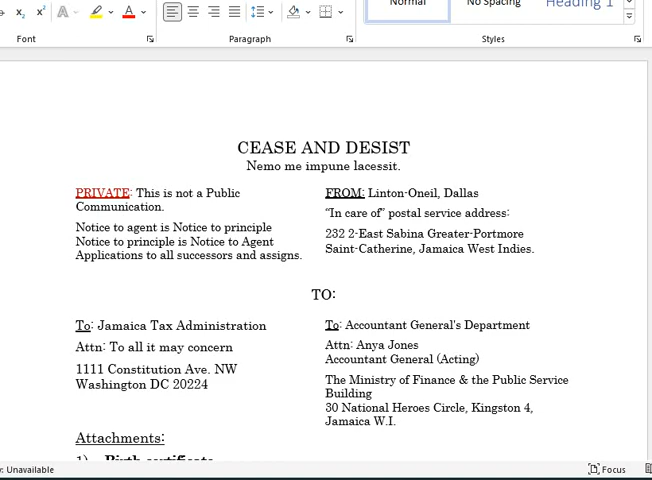 Normal
No Spacing
Heading 1
Font
Paragraph
Styles
CEASE AND DESIST
Nemo me impune lacessit.
PRIVATE: This is not a Public
Communication.
Notice to agent is Notice to principle
Notice to principle is Notice to Agent
Applications to all successors and assigns.
FROM: Linton-Oneil, Dallas
“In care of” postal service address:
232 2-East Sabina Greater-Portmore
Saint-Catherine, Jamaica West Indies.
TO:
To: Jamaica Tax Administration
Attn: To all it may concern
1111 Constitution Ave. NW
Washington DC 20224
To: Accountant General's Department
Attn: Anya Jones
Accountant General (Acting)
The Ministry of Finance & the Public Service
Building
30 National Heroes Circle, Kingston 4,
Jamaica W.I.
Attachments:
1) Birth certificate
y: Unavailable
Focus